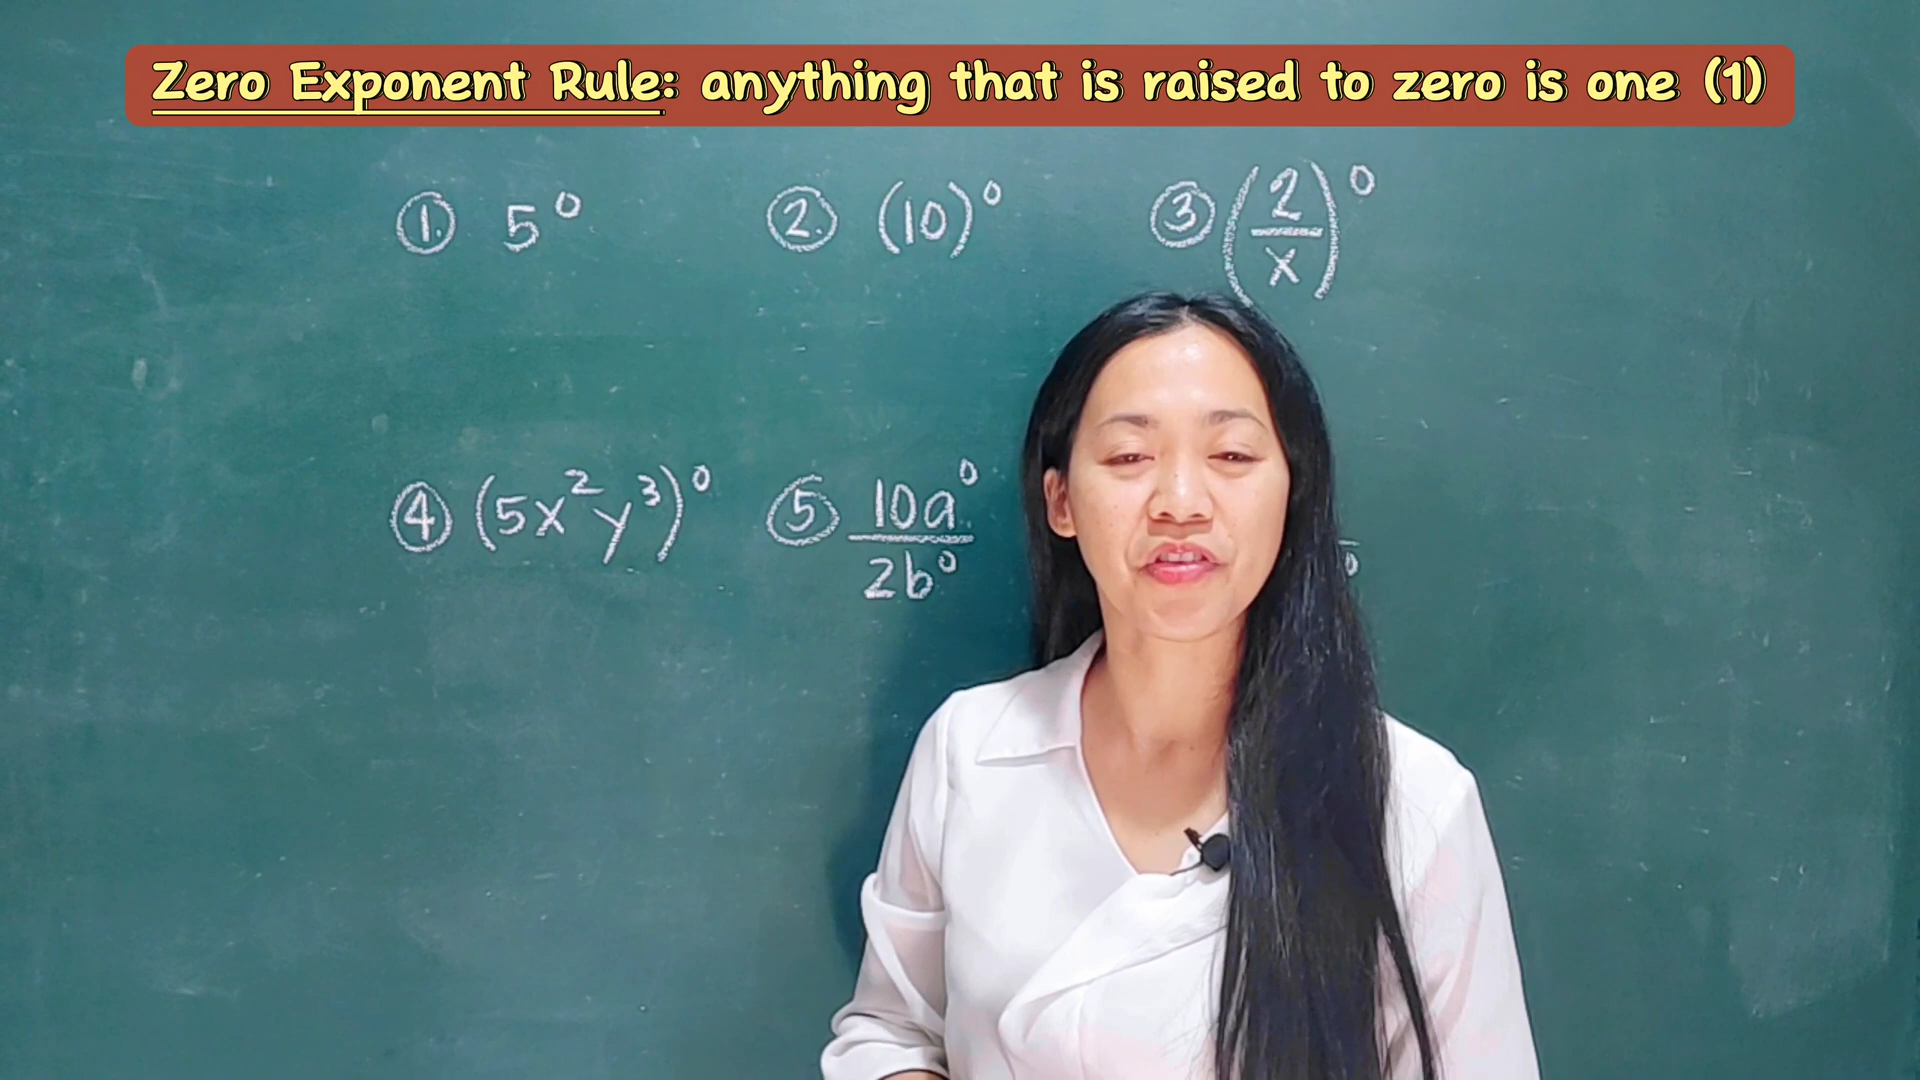 Zero Exponent Rule: anything that is raised to zero is one (1)
① 5⁰ ② (10)⁰ ③ (2/x)⁰
④ (5x²y³)⁰ ⑤ 10a⁰/2b⁰ ⁰